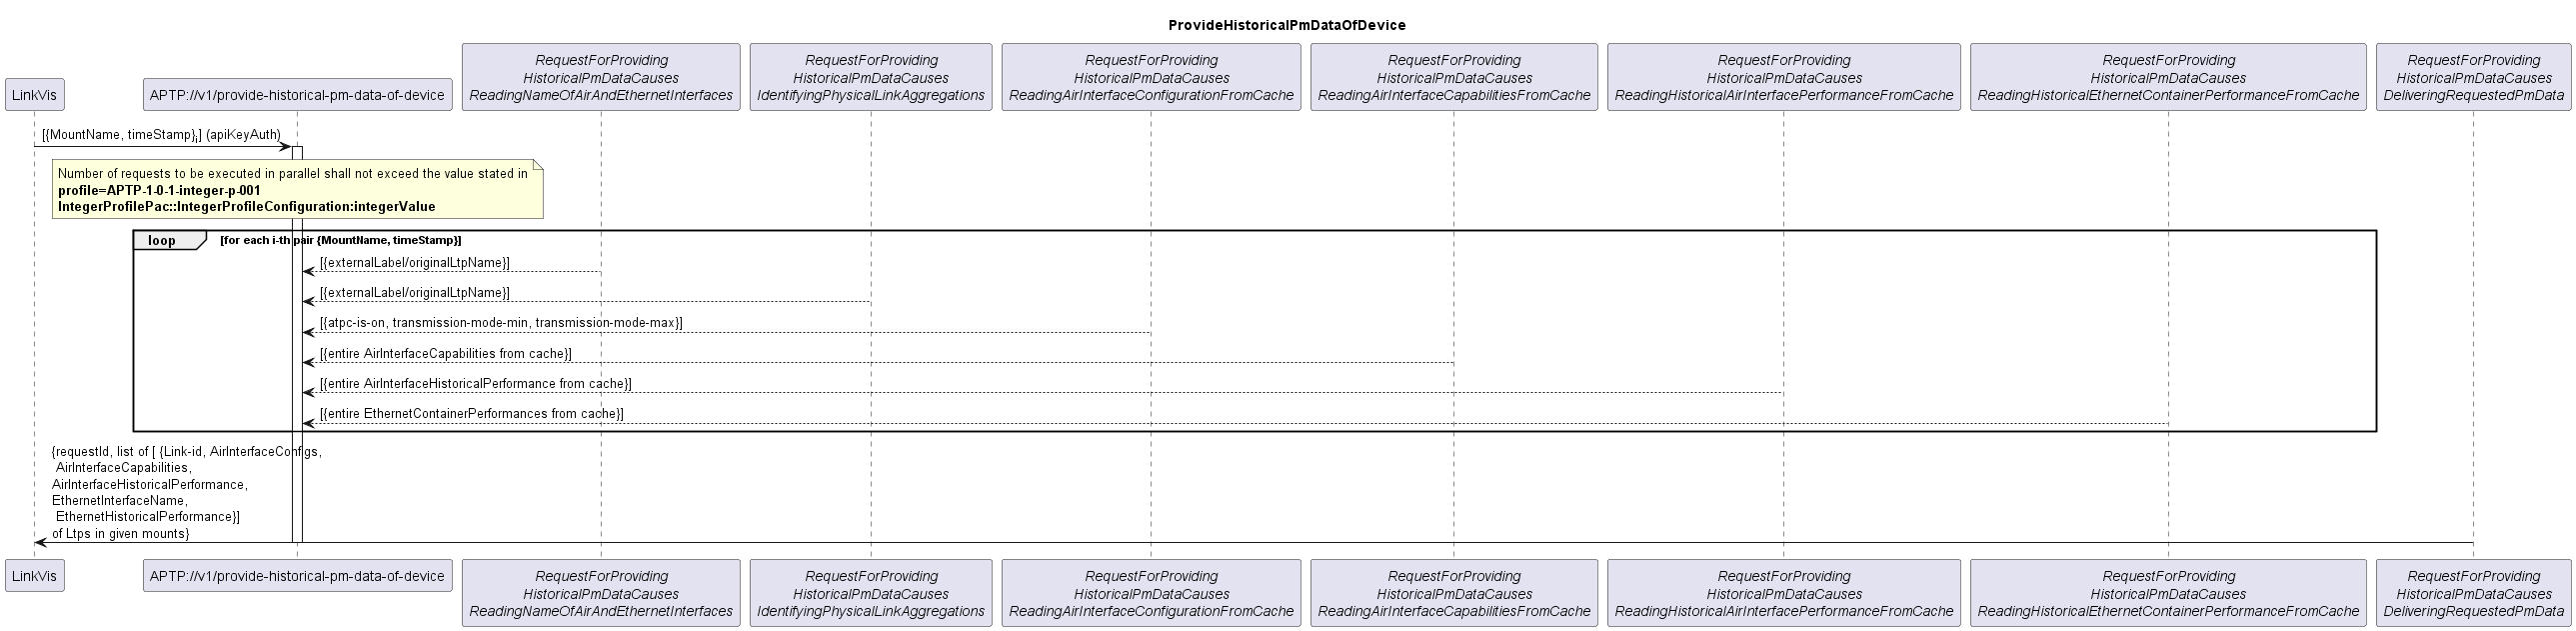 ProvideHistoricalPmDataOfDevice
LinkVis
APTP://v1/provide-historical-pm-data-of-device
RequestForProviding
HistoricalPmDataCauses
ReadingNameOfAirAndEthernetInterfaces
RequestForProviding
HistoricalPmDataCauses
IdentifyingPhysicalLinkAggregations
RequestForProviding
HistoricalPmDataCauses
ReadingAirInterfaceConfigurationFromCache
RequestForProviding
HistoricalPmDataCauses
ReadingAirInterfaceCapabilitiesFromCache
RequestForProviding
HistoricalPmDataCauses
ReadingHistoricalAirInterfacePerformanceFromCache
RequestForProviding
HistoricalPmDataCauses
ReadingHistoricalEthernetContainerPerformanceFromCache
RequestForProviding
HistoricalPmDataCauses
DeliveringRequestedPmData
[{MountName, timeStamp}i] (apiKeyAuth)
Number of requests to be executed in parallel shall not exceed the value stated in
profile=APTP-1-0-1-integer-p-001
IntegerProfilePac::IntegerProfileConfiguration:integerValue
loop [for each i-th pair {MountName, timeStamp}]
[{externalLabel/originalLtpName}]
[{externalLabel/originalLtpName}]
[{atpc-is-on, transmission-mode-min, transmission-mode-max}]
[{entire AirInterfaceCapabilities from cache}]
[{entire AirInterfaceHistoricalPerformance from cache}]
[{entire EthernetContainerPerformances from cache}]
{requestId, list of [ {Link-id, AirInterfaceConfigs,
AirInterfaceCapabilities,
AirInterfaceHistoricalPerformance,
EthernetInterfaceName,
EthernetHistoricalPerformance}]
of Ltps in given mounts}
LinkVis
APTP://v1/provide-historical-pm-data-of-device
RequestForProviding
HistoricalPmDataCauses
ReadingNameOfAirAndEthernetInterfaces
RequestForProviding
HistoricalPmDataCauses
IdentifyingPhysicalLinkAggregations
RequestForProviding
HistoricalPmDataCauses
ReadingAirInterfaceConfigurationFromCache
RequestForProviding
HistoricalPmDataCauses
ReadingAirInterfaceCapabilitiesFromCache
RequestForProviding
HistoricalPmDataCauses
ReadingHistoricalAirInterfacePerformanceFromCache
RequestForProviding
HistoricalPmDataCauses
ReadingHistoricalEthernetContainerPerformanceFromCache
RequestForProviding
HistoricalPmDataCauses
DeliveringRequestedPmData